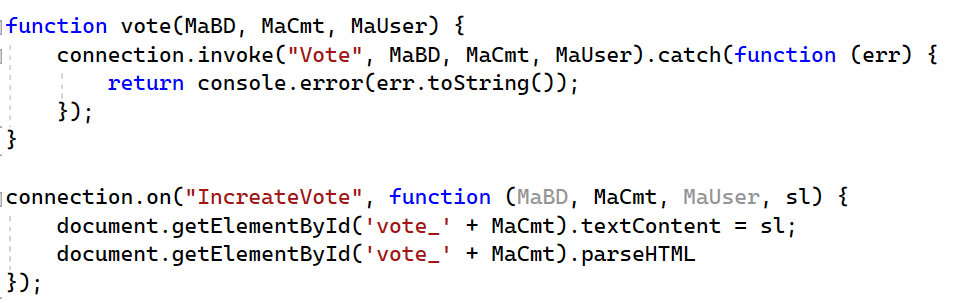 function vote(MaBD, MaCmt, MaUser) {
    connection.invoke("Vote", MaBD, MaCmt, MaUser).catch(function (err) {
        return console.error(err.toString());
    });
}

connection.on("IncreateVote", function (MaBD, MaCmt, MaUser, sl) {
    document.getElementById('vote_' + MaCmt).textContent = sl;
    document.getElementById('vote_' + MaCmt).parseHTML
});